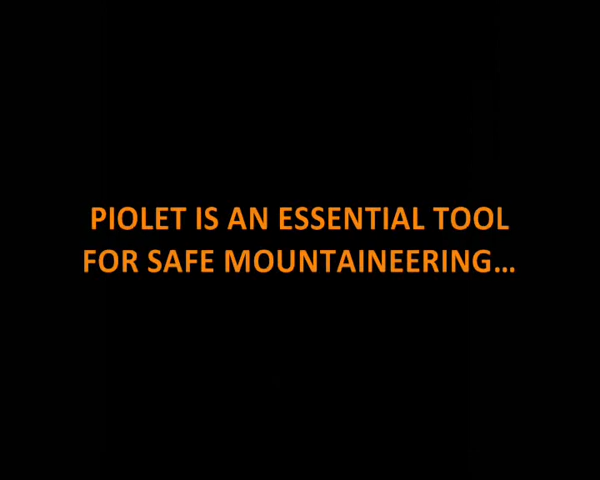 PIOLET IS AN ESSENTIAL TOOL
FOR SAFE MOUNTAINEERING...